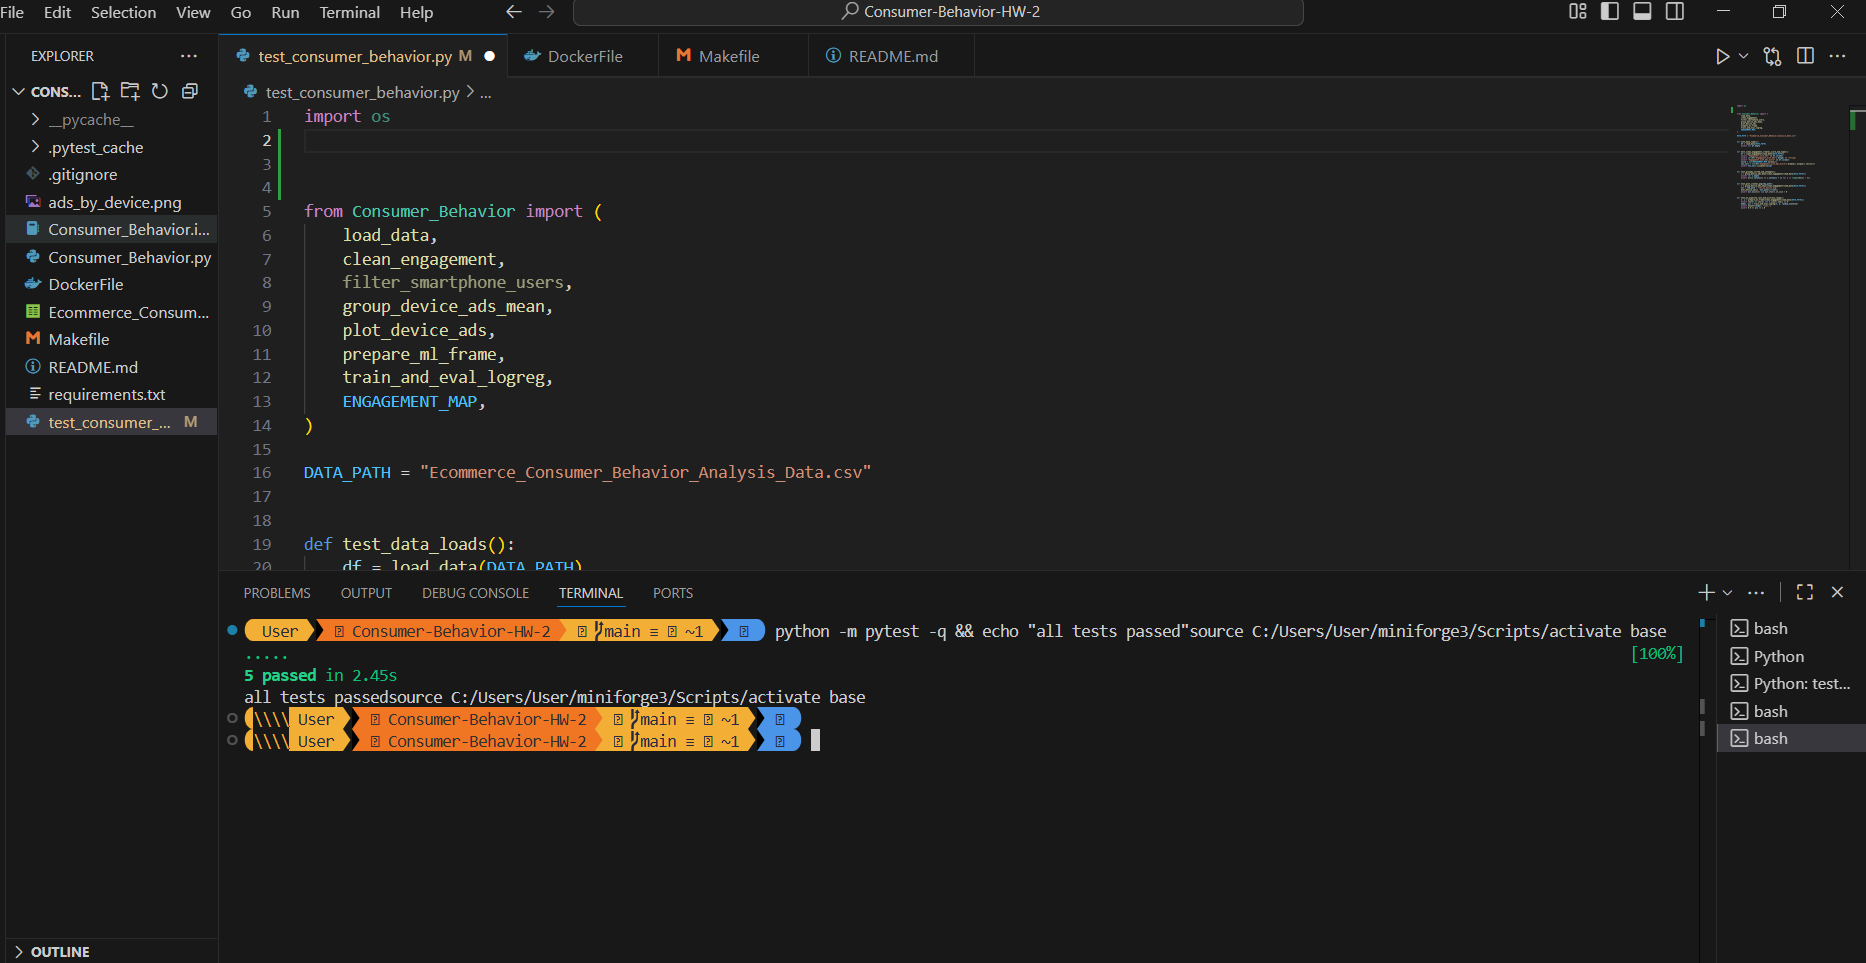 File Edit Selection View Go Run Terminal Help
Consumer-Behavior-HW-2
EXPLORER
CONS...
__pycache__
.pytest_cache
.gitignore
ads_by_device.png
Consumer_Behavior.i...
Consumer_Behavior.py
DockerFile
Ecommerce_Consum...
Makefile
README.md
requirements.txt
test_consumer_... M
OUTLINE
test_consumer_behavior.py M
DockerFile
Makefile
README.md
test_consumer_behavior.py > ...
1 import os
2
3
4
5 from Consumer_Behavior import (
6 load_data,
7 clean_engagement,
8 filter_smartphone_users,
9 group_device_ads_mean,
10 plot_device_ads,
11 prepare_ml_frame,
12 train_and_eval_logreg,
13 ENGAGEMENT_MAP,
14 )
15
16 DATA_PATH = "Ecommerce_Consumer_Behavior_Analysis_Data.csv"
17
18
19 def test_data_loads():
20 df = load_data(DATA_PATH)
PROBLEMS OUTPUT DEBUG CONSOLE TERMINAL PORTS
User Consumer-Behavior-HW-2 main ≡ ~1 python -m pytest -q && echo "all tests passed"source C:/Users/User/miniforge3/Scripts/activate base
..... [100%]
5 passed in 2.45s
all tests passedsource C:/Users/User/miniforge3/Scripts/activate base
\\\\ User Consumer-Behavior-HW-2 main ≡ ~1
\\\\ User Consumer-Behavior-HW-2 main ≡ ~1
bash
Python
Python: test...
bash
bash